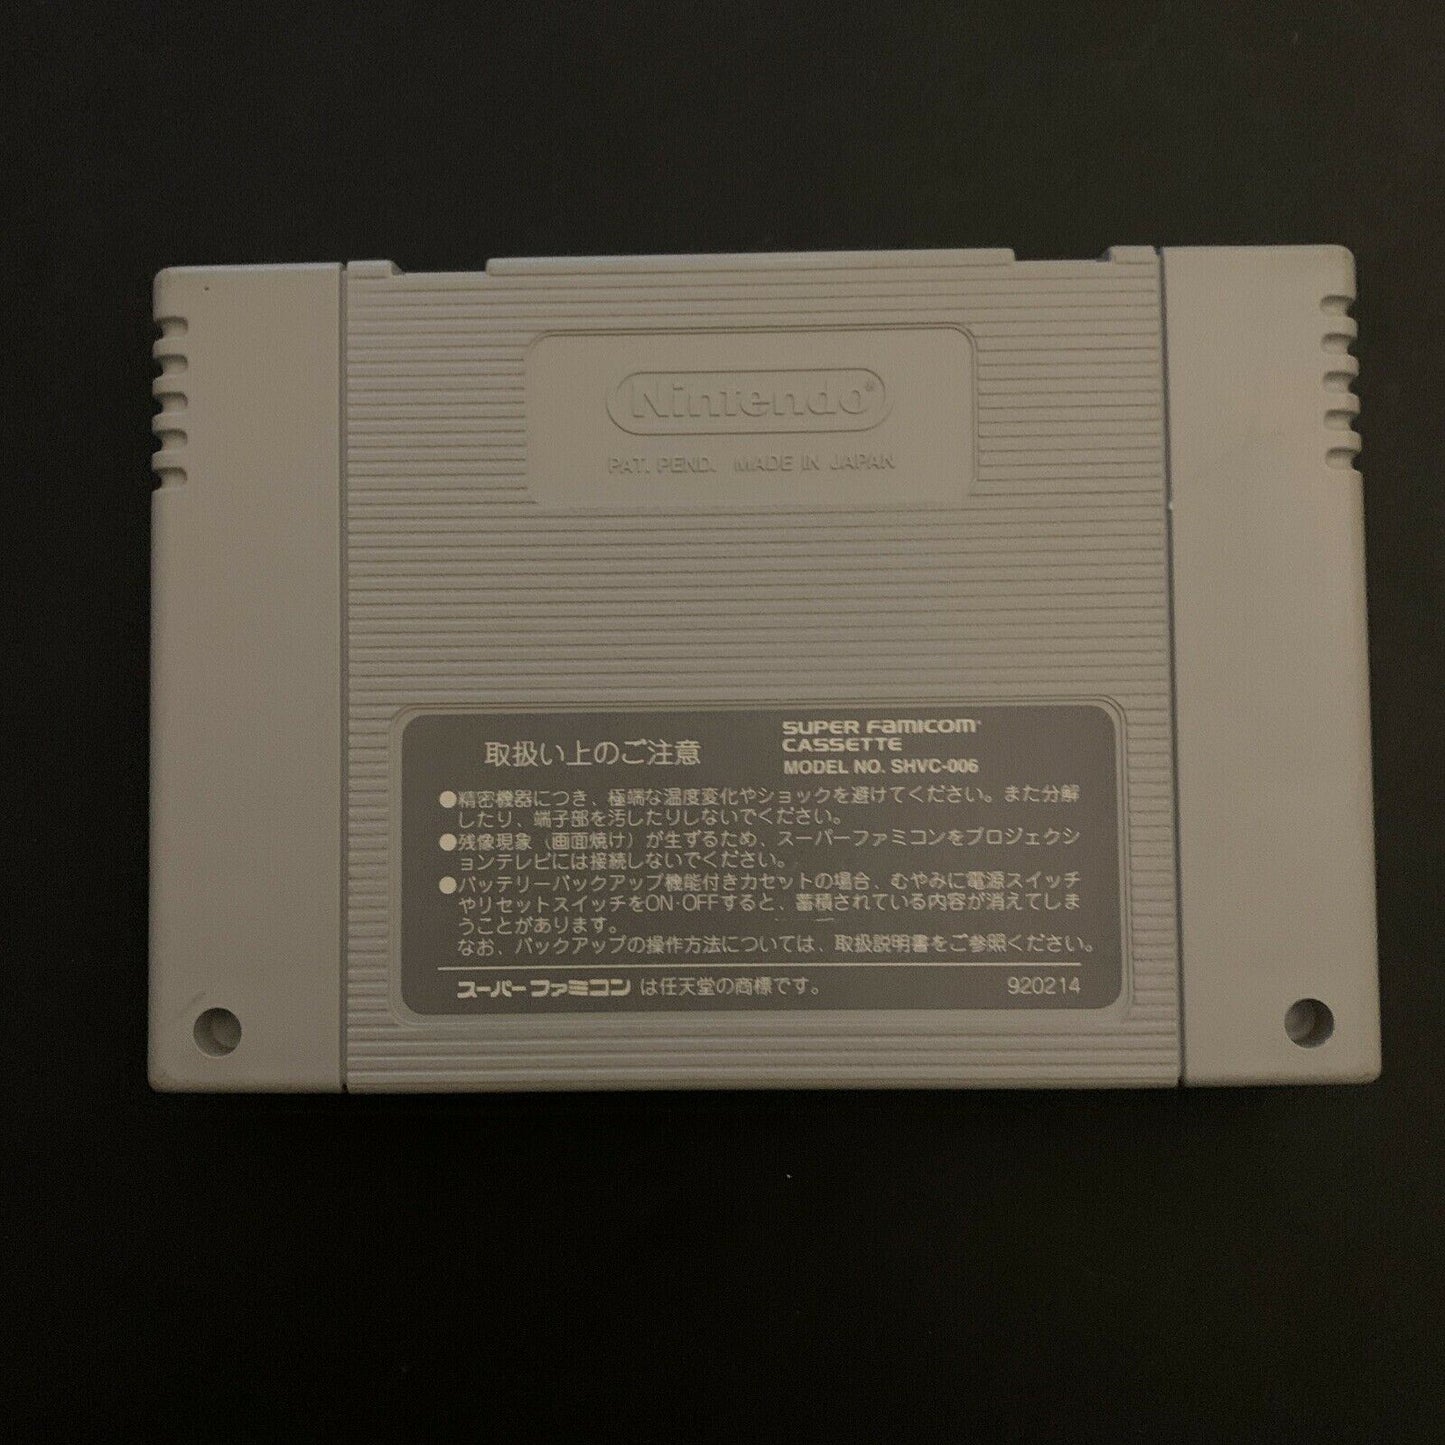 Nintendo®
PAT. PEND. MADE IN JAPAN
取扱い上のご注意
SUPER FAMICOM
CASSETTE
MODEL NO. SHVC-006
●精密機器につき、極端な温度変化やショックを避けてください。また分解
したり、端子部を汚したりしないでください。
●残像現象（画面焼け）が生ずるため、スーパーファミコンをプロジェクシ
ョンテレビには接続しないでください。
●バッテリーバックアップ機能付きカセットの場合、むやみに電源スイッチ
やリセットスイッチをON・OFFすると、蓄積されている内容が消えてしま
うことがあります。
なお、バックアップの操作方法については、取扱説明書をご参照ください。
スーパーファミコンは任天堂の商標です。
920214